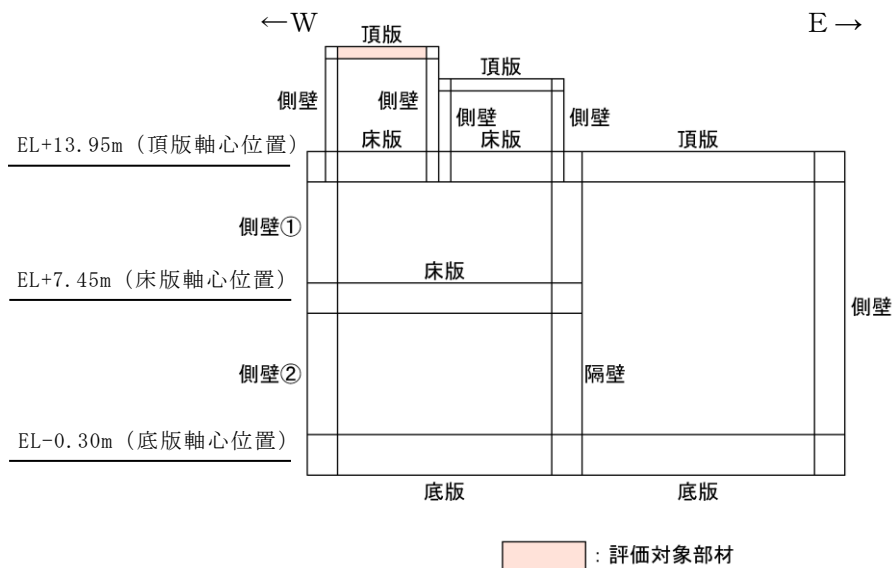 ←W
E→
頂版
頂版
側壁
側壁
側壁
側壁
EL+13.95m（頂版軸心位置）
床版
床版
頂版
側壁①
EL+7.45m（床版軸心位置）
床版
側壁
側壁②
隔壁
EL-0.30m（底版軸心位置）
底版
底版
：評価対象部材